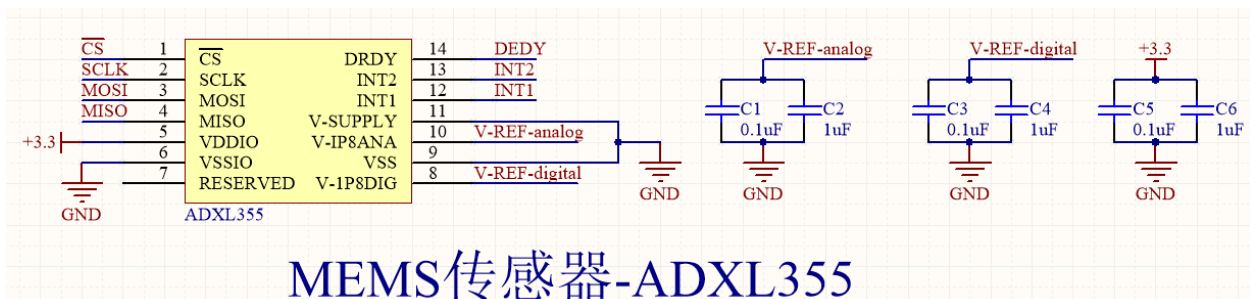 CS 1 CS DRDY 14 DEDY
SCLK 2 SCLK INT2 13 INT2
MOSI 3 MOSI INT1 12 INT1
MISO 4 MISO V-SUPPLY 11
+3.3 5 VDDIO V-IP8ANA 10 V-REF-analog
6 VSSIO VSS 9
7 RESERVED V-1P8DIG 8 V-REF-digital
GND
ADXL355
GND
V-REF-analog
C1
0.1uF
C2
1uF
GND
V-REF-digital
C3
0.1uF
C4
1uF
GND
+3.3
C5
0.1uF
C6
1uF
GND
MEMS传感器-ADXL355